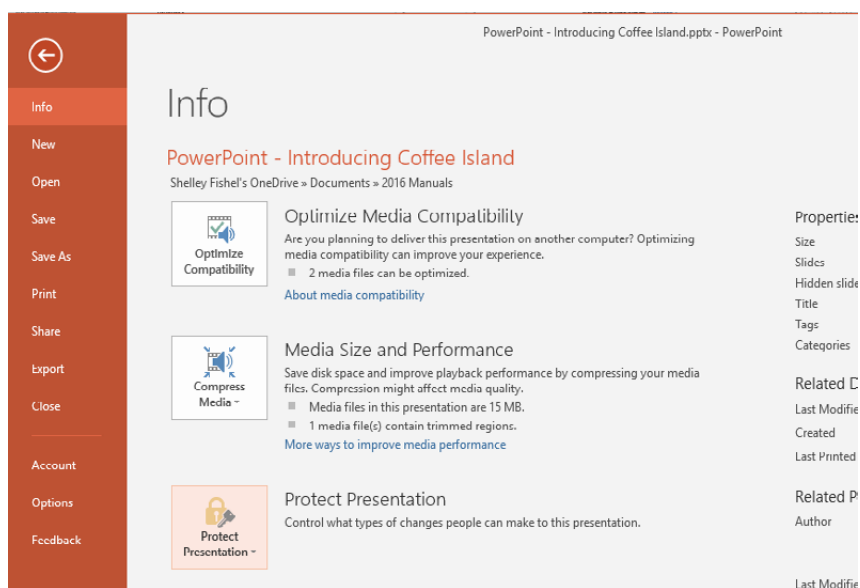 PowerPoint - Introducing Coffee Island.pptx - PowerPoint
Info
New
Open
Save
Save As
Print
Share
Export
Close
Account
Options
Feedback
Info
PowerPoint - Introducing Coffee Island
Shelley Fishel's OneDrive » Documents » 2016 Manuals
Optimize
Compatibility
Optimize Media Compatibility
Are you planning to deliver this presentation on another computer? Optimizing
media compatibility can improve your experience.
2 media files can be optimized.
About media compatibility
Compress
Media
Media Size and Performance
Save disk space and improve playback performance by compressing your media
files. Compression might affect media quality.
Media files in this presentation are 15 MB.
1 media file(s) contain trimmed regions.
More ways to improve media performance
Protect
Presentation
Protect Presentation
Control what types of changes people can make to this presentation.
Properties
Size
Slides
Hidden slide
Title
Tags
Categories
Related D
Last Modifie
Created
Last Printed
Related P
Author
Last Modifie